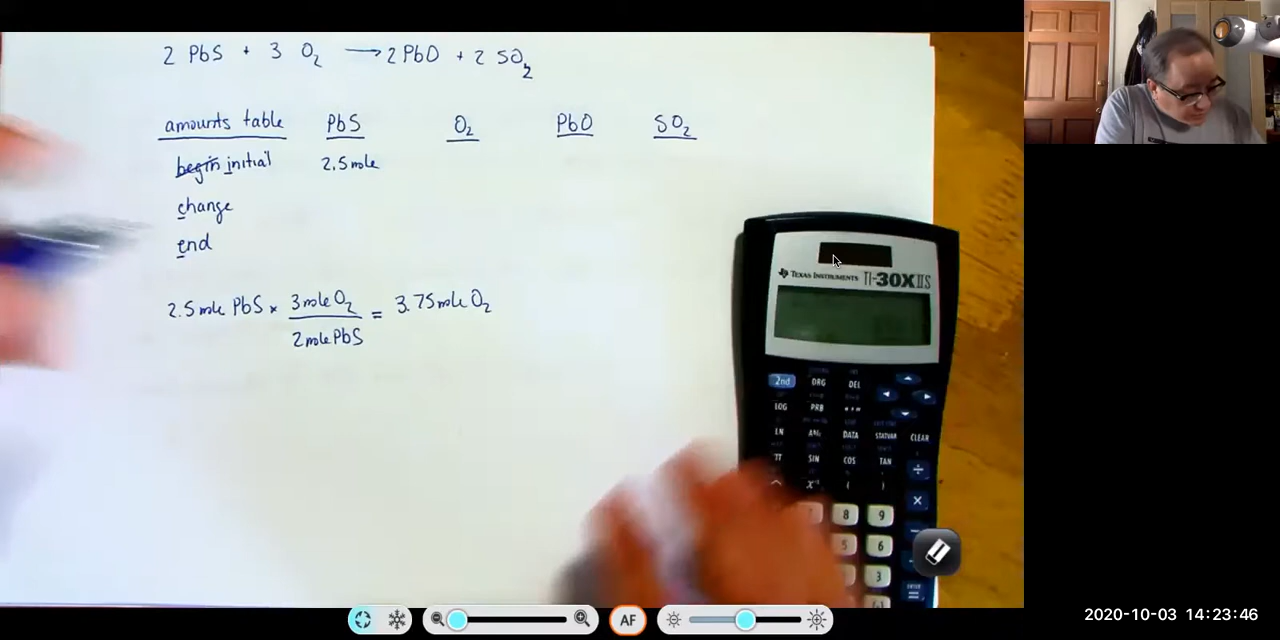 2 PbS + 3 O₂ → 2 PbO + 2 SO₂
amounts table PbS O₂ PbO SO₂
begin initial 2.5 mole
change
end
2.5 mole PbS × 3 mole O₂ = 3.75 mole O₂
2 mole PbS
TEXAS INSTRUMENTS TI-30X IIS
2nd DRG DEL
LOG PRB
LN DATA STATVAR CLEAR
SIN COS TAN ÷
( ) ×
8 9 −
5 6
3
=
AF
2020-10-03 14:23:46